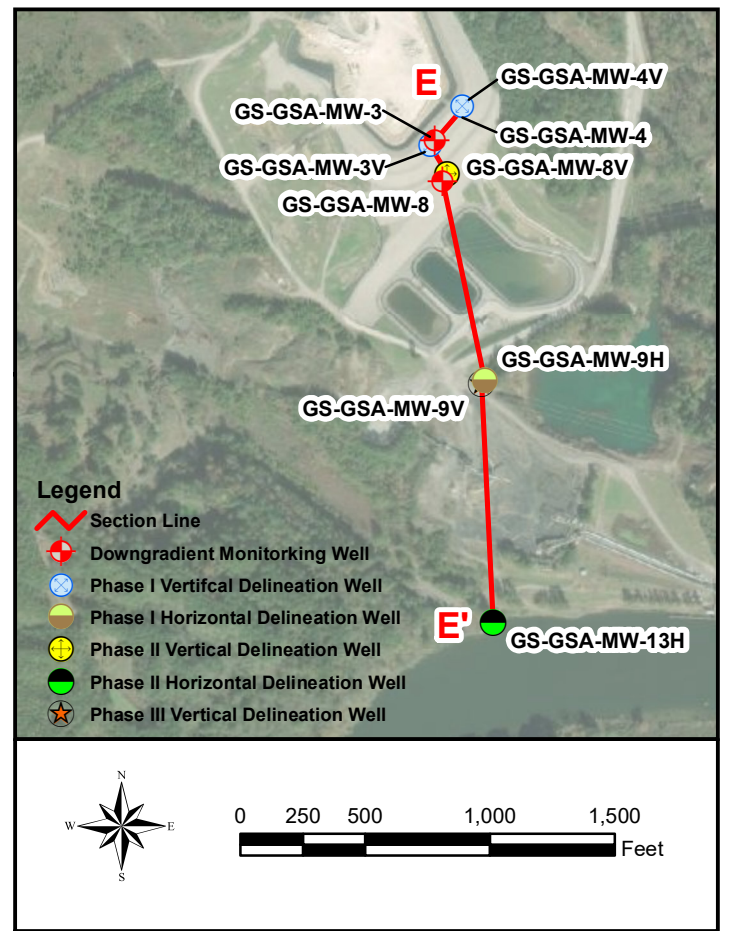 E
GS-GSA-MW-4V
GS-GSA-MW-3
GS-GSA-MW-4
GS-GSA-MW-3V
GS-GSA-MW-8V
GS-GSA-MW-8
GS-GSA-MW-9H
GS-GSA-MW-9V
Legend
Section Line
Downgradient Monitorking Well
Phase I Vertifcal Delineation Well
Phase I Horizontal Delineation Well
Phase II Vertical Delineation Well
Phase II Horizontal Delineation Well
Phase III Vertical Delineation Well
E'
GS-GSA-MW-13H
N
W E
S
0 250 500 1,000 1,500
Feet